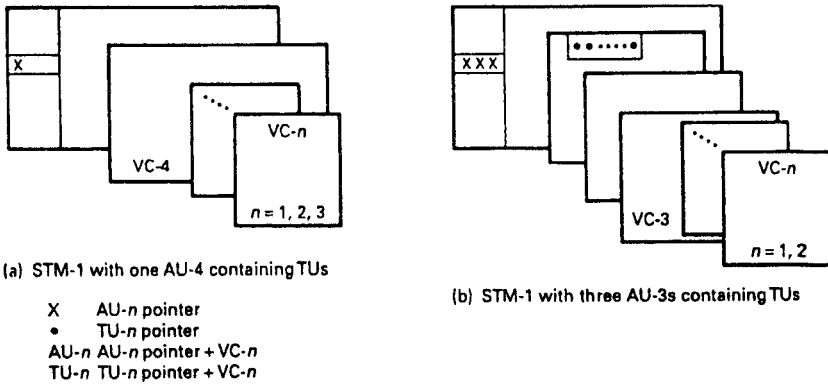 X
VC-4
VC-n
n = 1, 2, 3
(a) STM-1 with one AU-4 containing TUs
X X X
VC-3
VC-n
n = 1, 2
(b) STM-1 with three AU-3s containing TUs
X AU-n pointer
• TU-n pointer
AU-n AU-n pointer + VC-n
TU-n TU-n pointer + VC-n